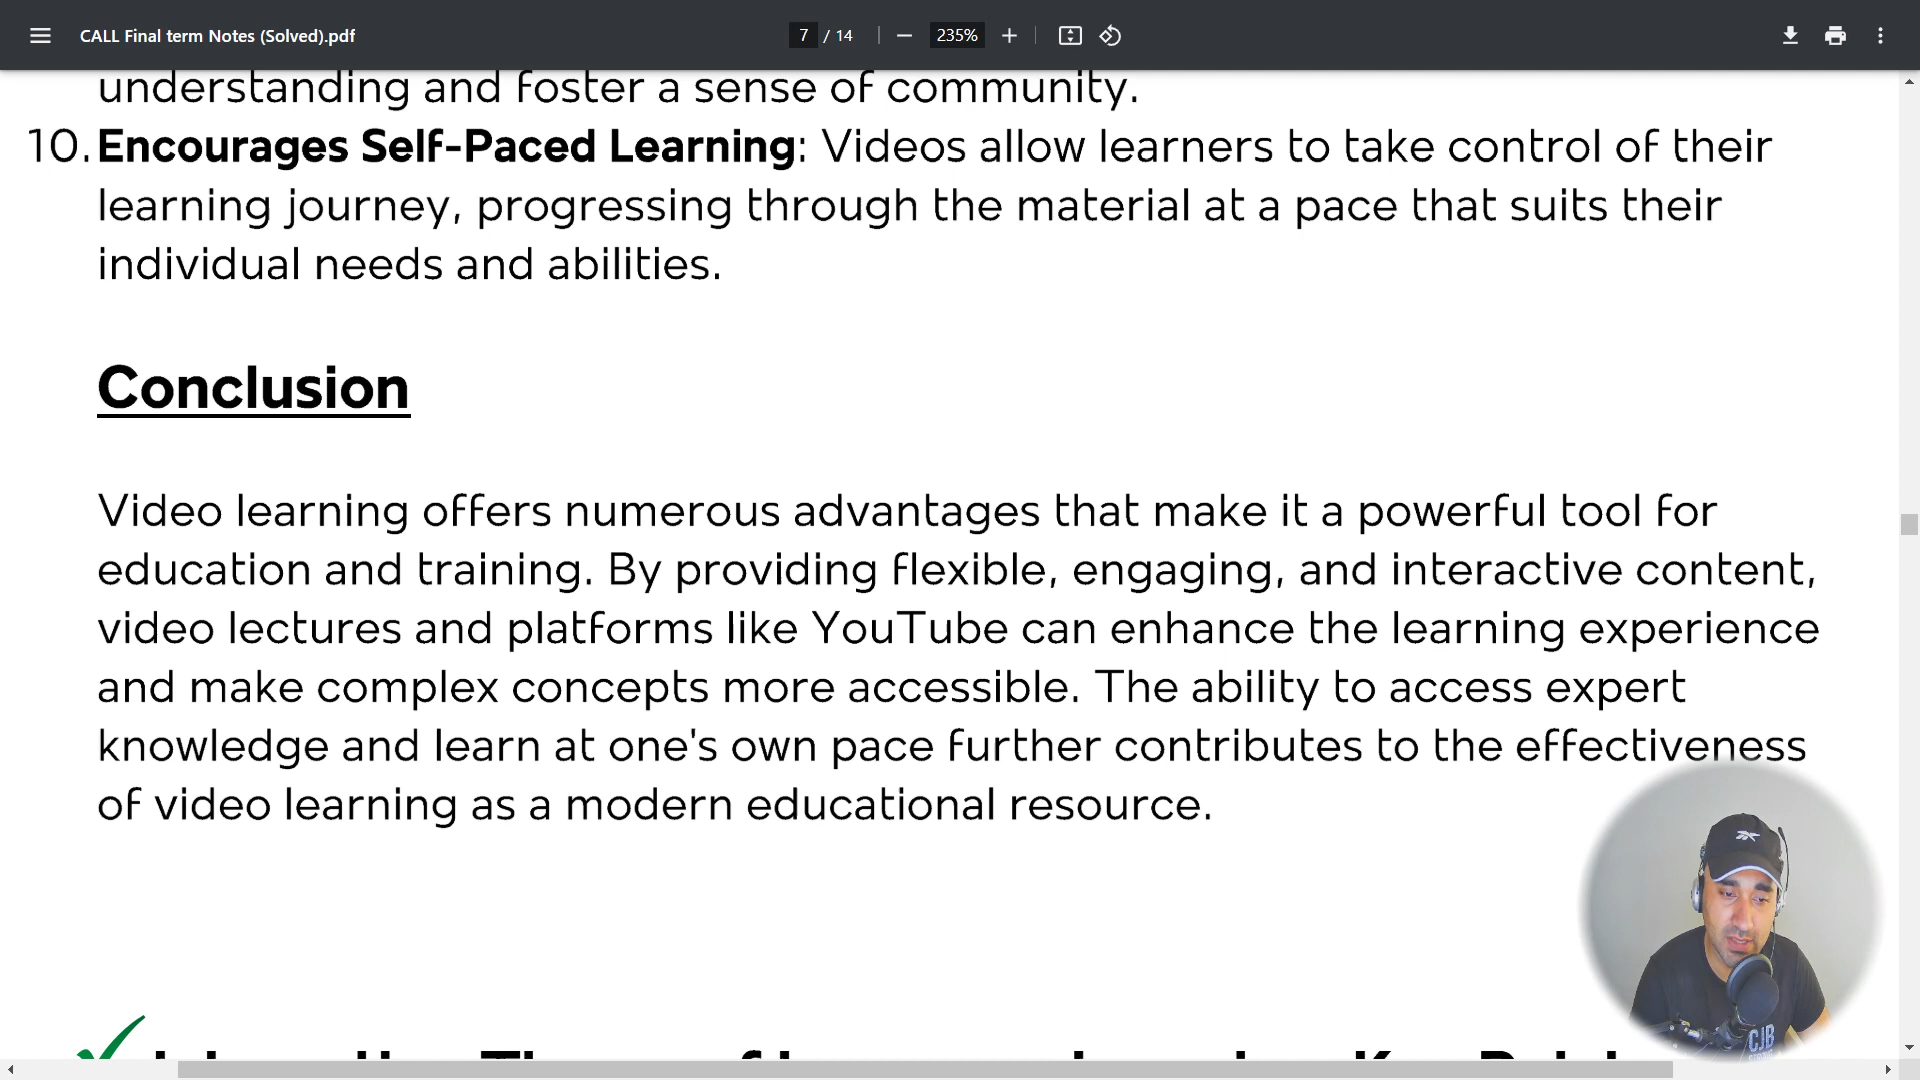 CALL Final term Notes (Solved).pdf
7 / 14
235%
understanding and foster a sense of community.
10. Encourages Self-Paced Learning: Videos allow learners to take control of their
learning journey, progressing through the material at a pace that suits their
individual needs and abilities.
Conclusion
Video learning offers numerous advantages that make it a powerful tool for
education and training. By providing flexible, engaging, and interactive content,
video lectures and platforms like YouTube can enhance the learning experience
and make complex concepts more accessible. The ability to access expert
knowledge and learn at one's own pace further contributes to the effectiveness
of video learning as a modern educational resource.
CJB